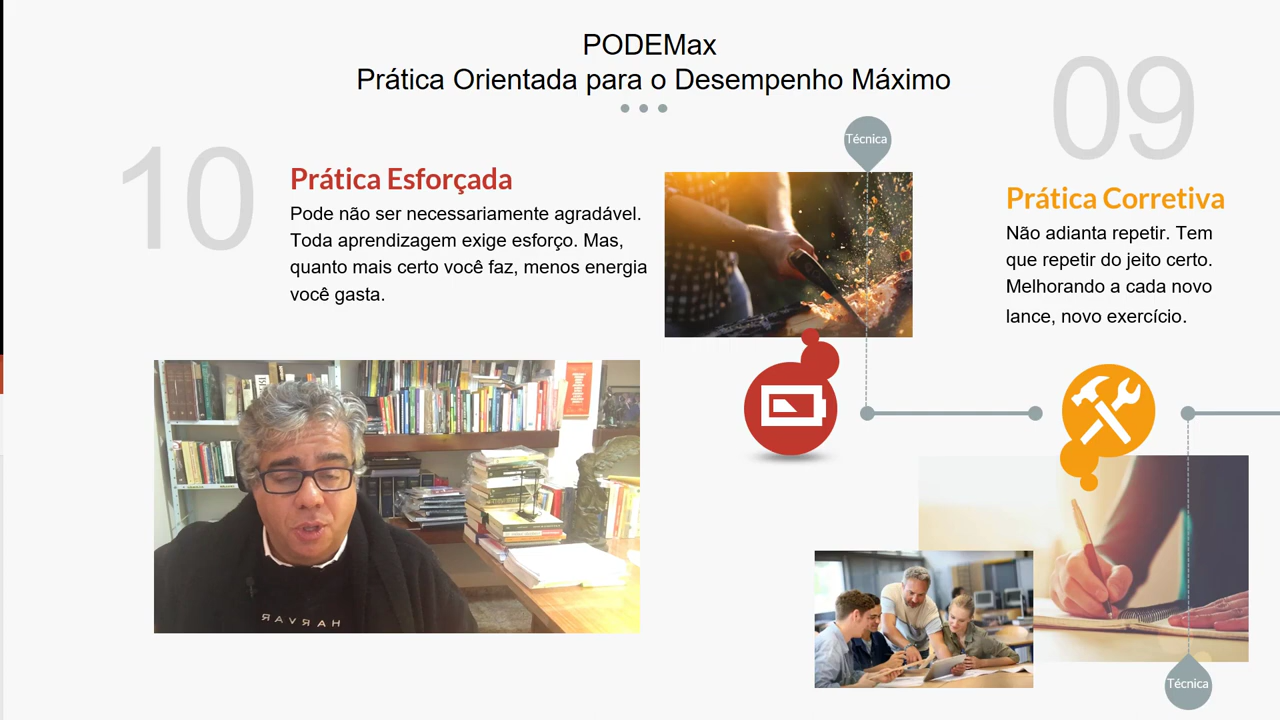 PODEMax
Prática Orientada para o Desempenho Máximo
10
Prática Esforçada
Pode não ser necessariamente agradável.
Toda aprendizagem exige esforço. Mas,
quanto mais certo você faz, menos energia
você gasta.
Técnica
09
Prática Corretiva
Não adianta repetir. Tem
que repetir do jeito certo.
Melhorando a cada novo
lance, novo exercício.
Técnica